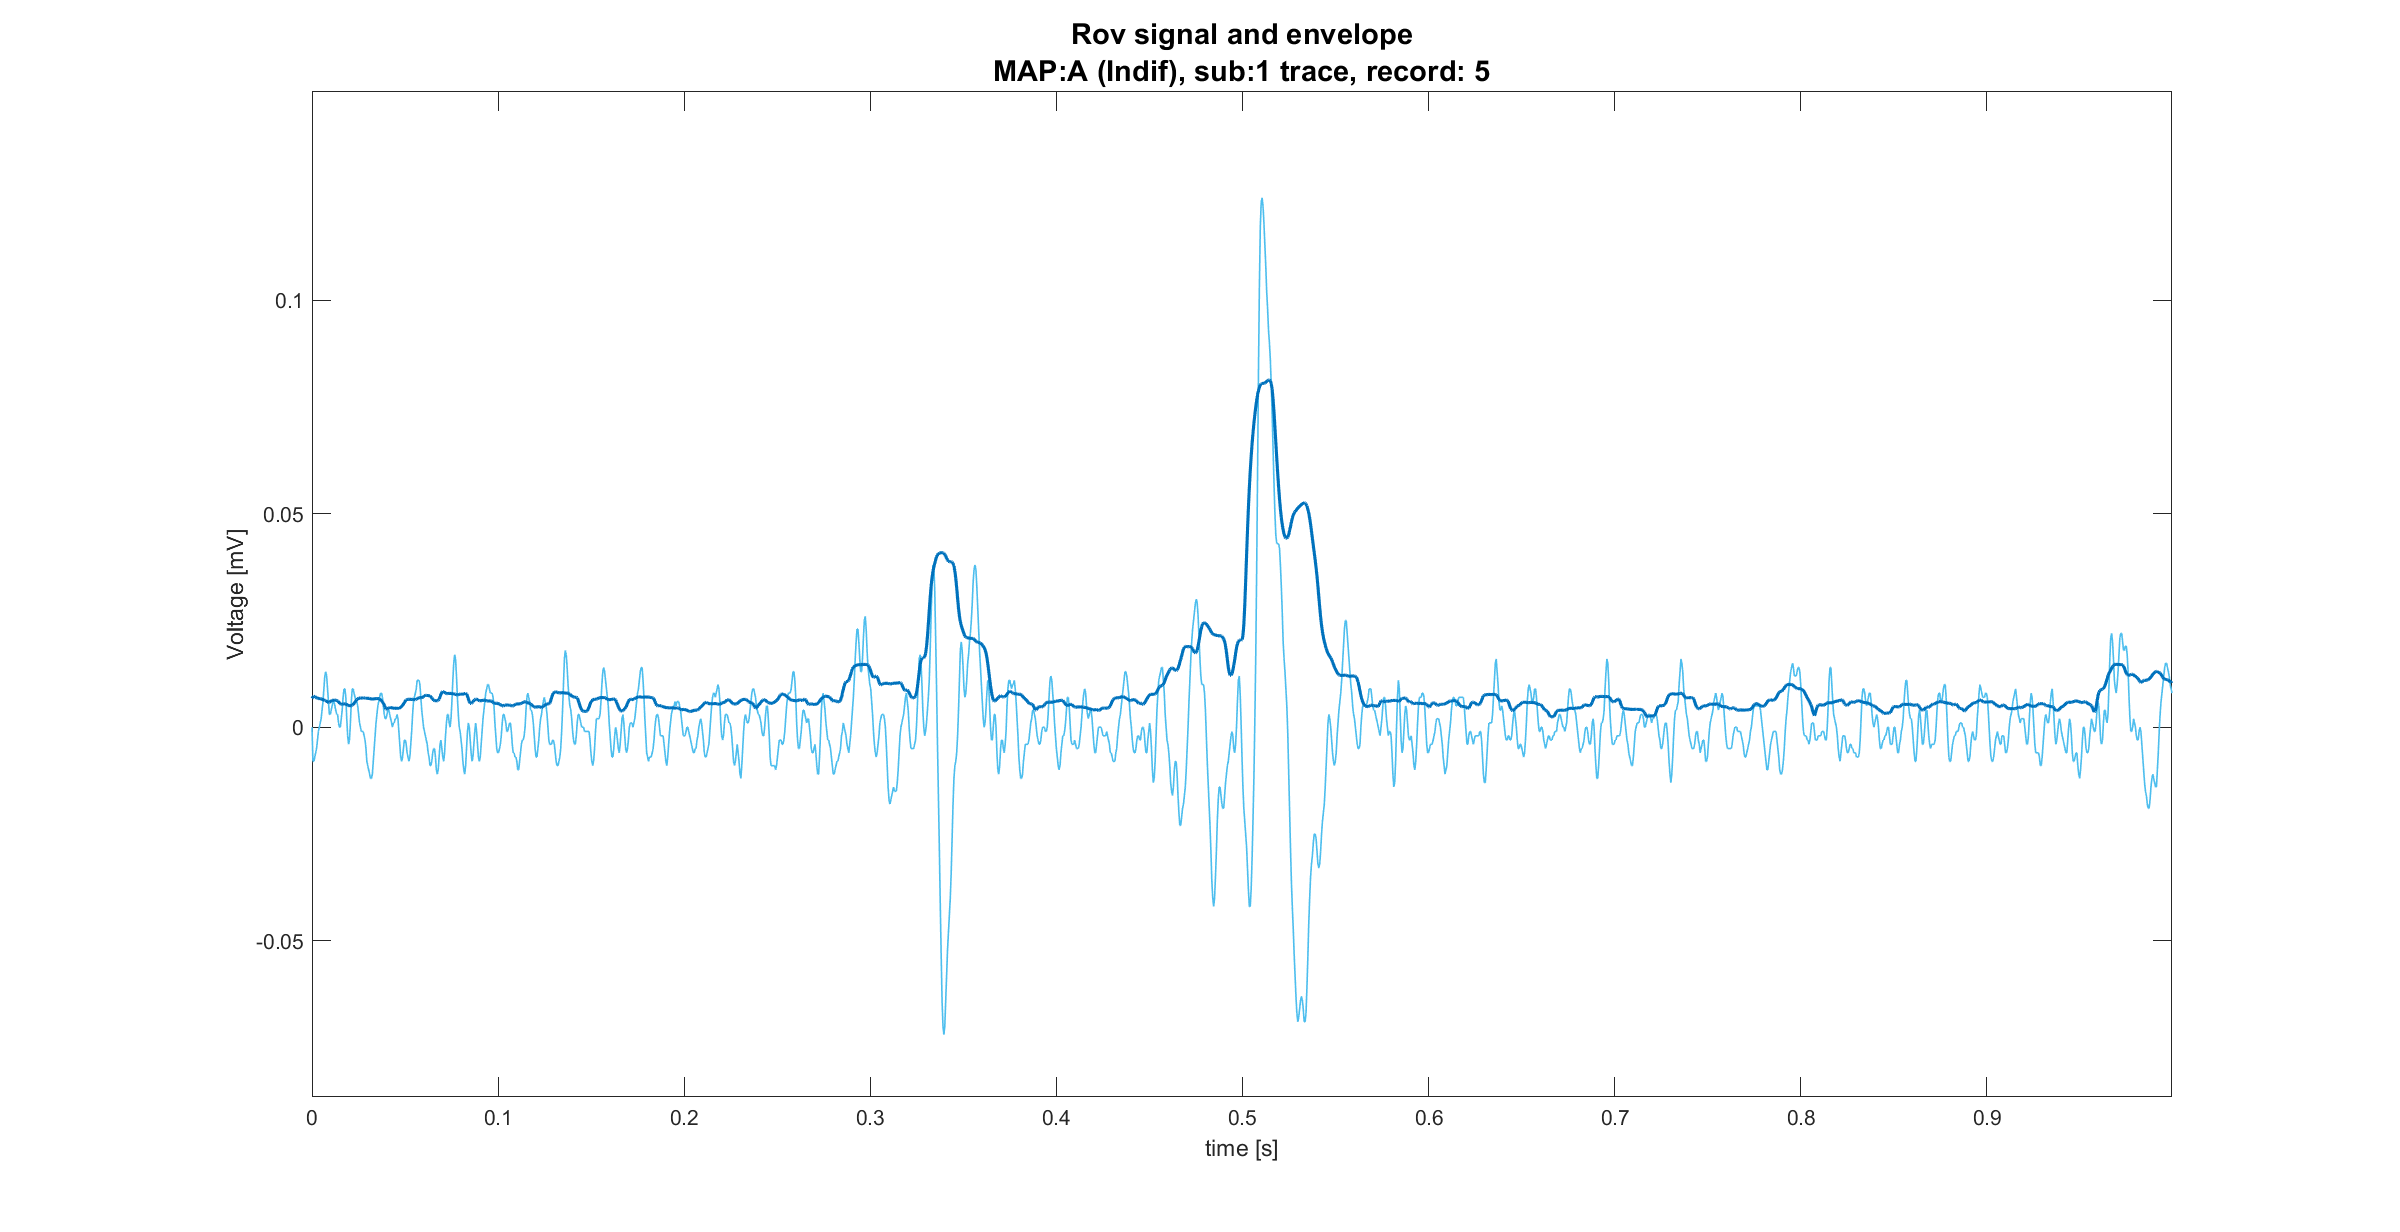 Rov signal and envelope
MAP:A (Indif), sub:1 trace, record: 5
Voltage [mV]
0.1
0.05
0
-0.05
0 0.1 0.2 0.3 0.4 0.5 0.6 0.7 0.8 0.9
time [s]